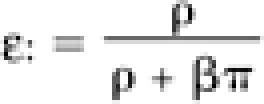 ε: = ρ / (ρ + βπ)